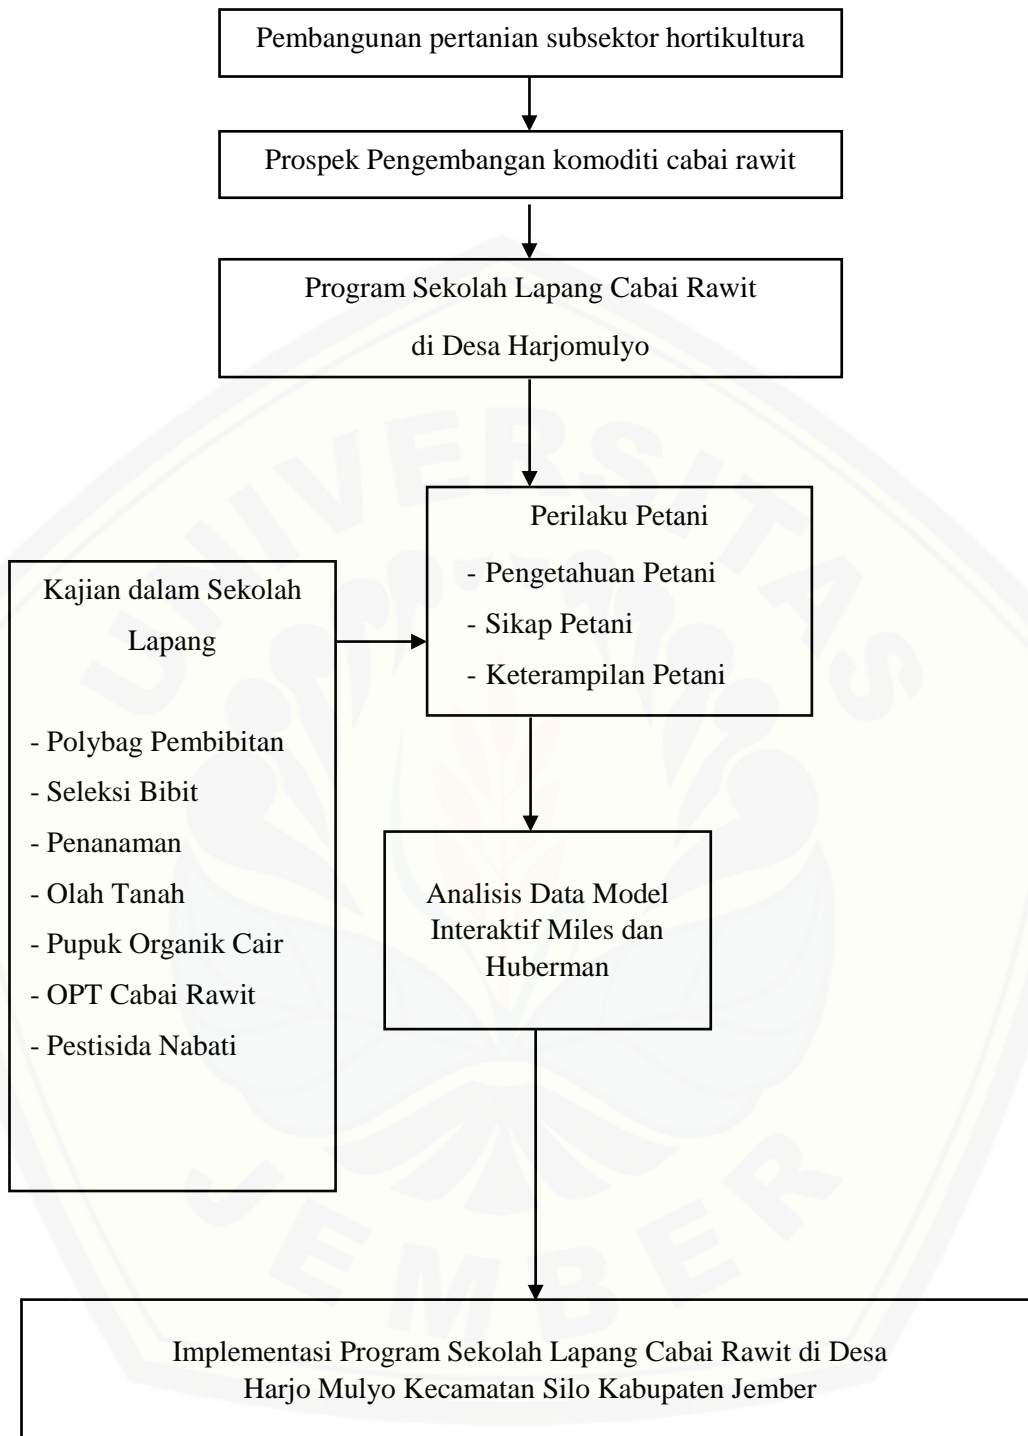 Pembangunan pertanian subsektor hortikultura
Prospek Pengembangan komoditi cabai rawit
Program Sekolah Lapang Cabai Rawit
di Desa Harjomulyo
Perilaku Petani
- Pengetahuan Petani
- Sikap Petani
- Keterampilan Petani
Kajian dalam Sekolah
Lapang
- Polybag Pembibitan
- Seleksi Bibit
- Penanaman
- Olah Tanah
- Pupuk Organik Cair
- OPT Cabai Rawit
- Pestisida Nabati
Analisis Data Model
Interaktif Miles dan
Huberman
Implementasi Program Sekolah Lapang Cabai Rawit di Desa
Harjo Mulyo Kecamatan Silo Kabupaten Jember
UNIVERSITAS
JEMBER